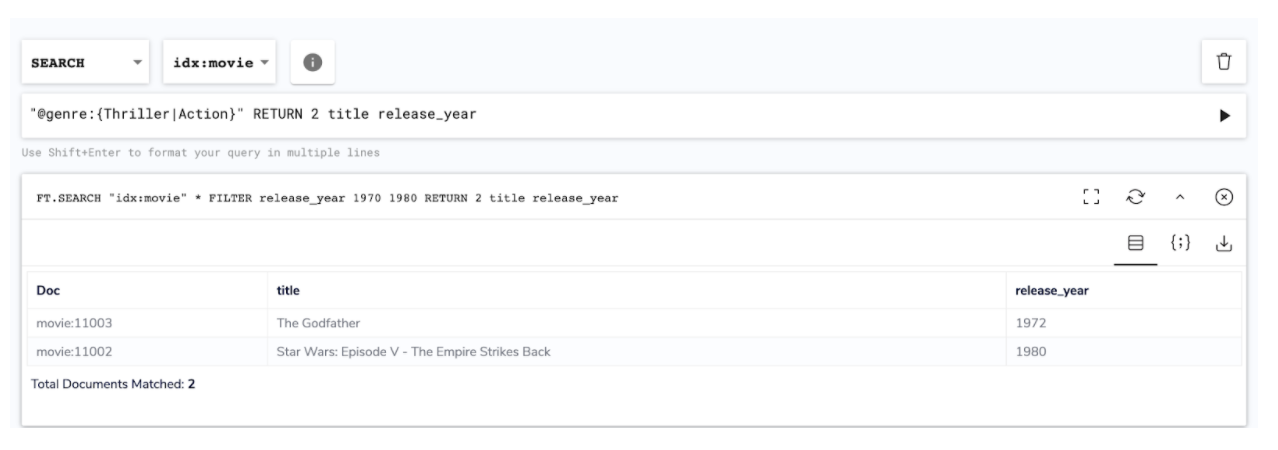 SEARCH idx:movie
"@genre:{Thriller|Action}" RETURN 2 title release_year
Use Shift+Enter to format your query in multiple lines
FT.SEARCH "idx:movie" * FILTER release_year 1970 1980 RETURN 2 title release_year
Doc title release_year
movie:11003 The Godfather 1972
movie:11002 Star Wars: Episode V - The Empire Strikes Back 1980
Total Documents Matched: 2